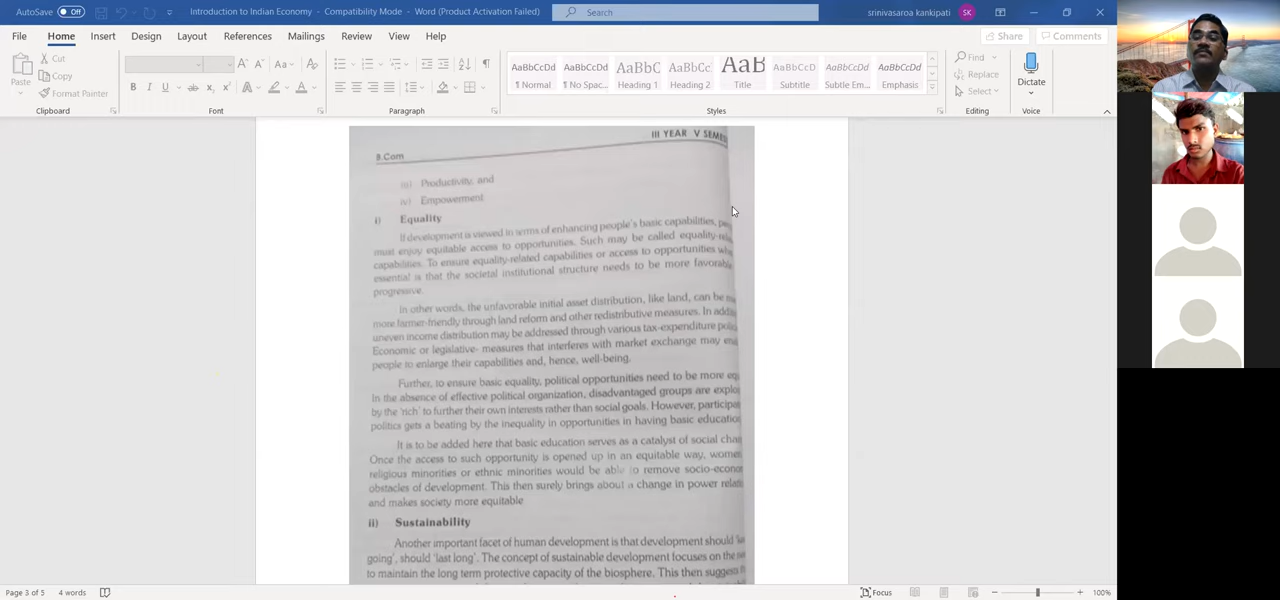 AutoSave Off
Introduction to Indian Economy - Compatibility Mode - Word (Product Activation Failed)
Search
srinivasaroa kankipati SK
File Home Insert Design Layout References Mailings Review View Help
Share Comments
Paste
Cut
Copy
Format Painter
Aa
B I U ab x₂ x² A A
AaBbCcDd AaBbCcDd AaBbC AaBbCc AaB AaBbCcD AaBbCcDd AaBbCcDd
¶ Normal ¶ No Spac... Heading 1 Heading 2 Title Subtitle Subtle Em... Emphasis
Find
Replace
Select
Dictate
Clipboard Font Paragraph Styles Editing Voice
III YEAR V SEMES
B.Com
iii) Productivity, and
iv) Empowerment
i) Equality
If development is viewed in terms of enhancing people's basic capabilities,
must enjoy equitable access to opportunities. Such may be called equality-
capabilities. To ensure equality-related capabilities or access to opportunities
essential is that the societal institutional structure needs to be more favorable
progressive.
In other words, the unfavorable initial asset distribution, like land, can be
more farmer-friendly through land reform and other redistributive measures. In
uneven income distribution may be addressed through various tax-expenditure
Economic or legislative- measures that interferes with market exchange may
people to enlarge their capabilities and, hence, well-being.
Further, to ensure basic equality, political opportunities need to be more
In the absence of effective political organization, disadvantaged groups are
by the 'rich' to further their own interests rather than social goals. However,
politics gets a beating by the inequality in opportunities in having basic education
It is to be added here that basic education serves as a catalyst of social
Once the access to such opportunity is opened up in an equitable way,
religious minorities or ethnic minorities would be able to remove
obstacles of development. This then surely brings about a change in power
and makes society more equitable
ii) Sustainability
Another important facet of human development is that development should
going', should 'last long'. The concept of sustainable development focuses on the
to maintain the long term protective capacity of the biosphere. This then suggests
Page 3 of 5 4 words
Focus
100%